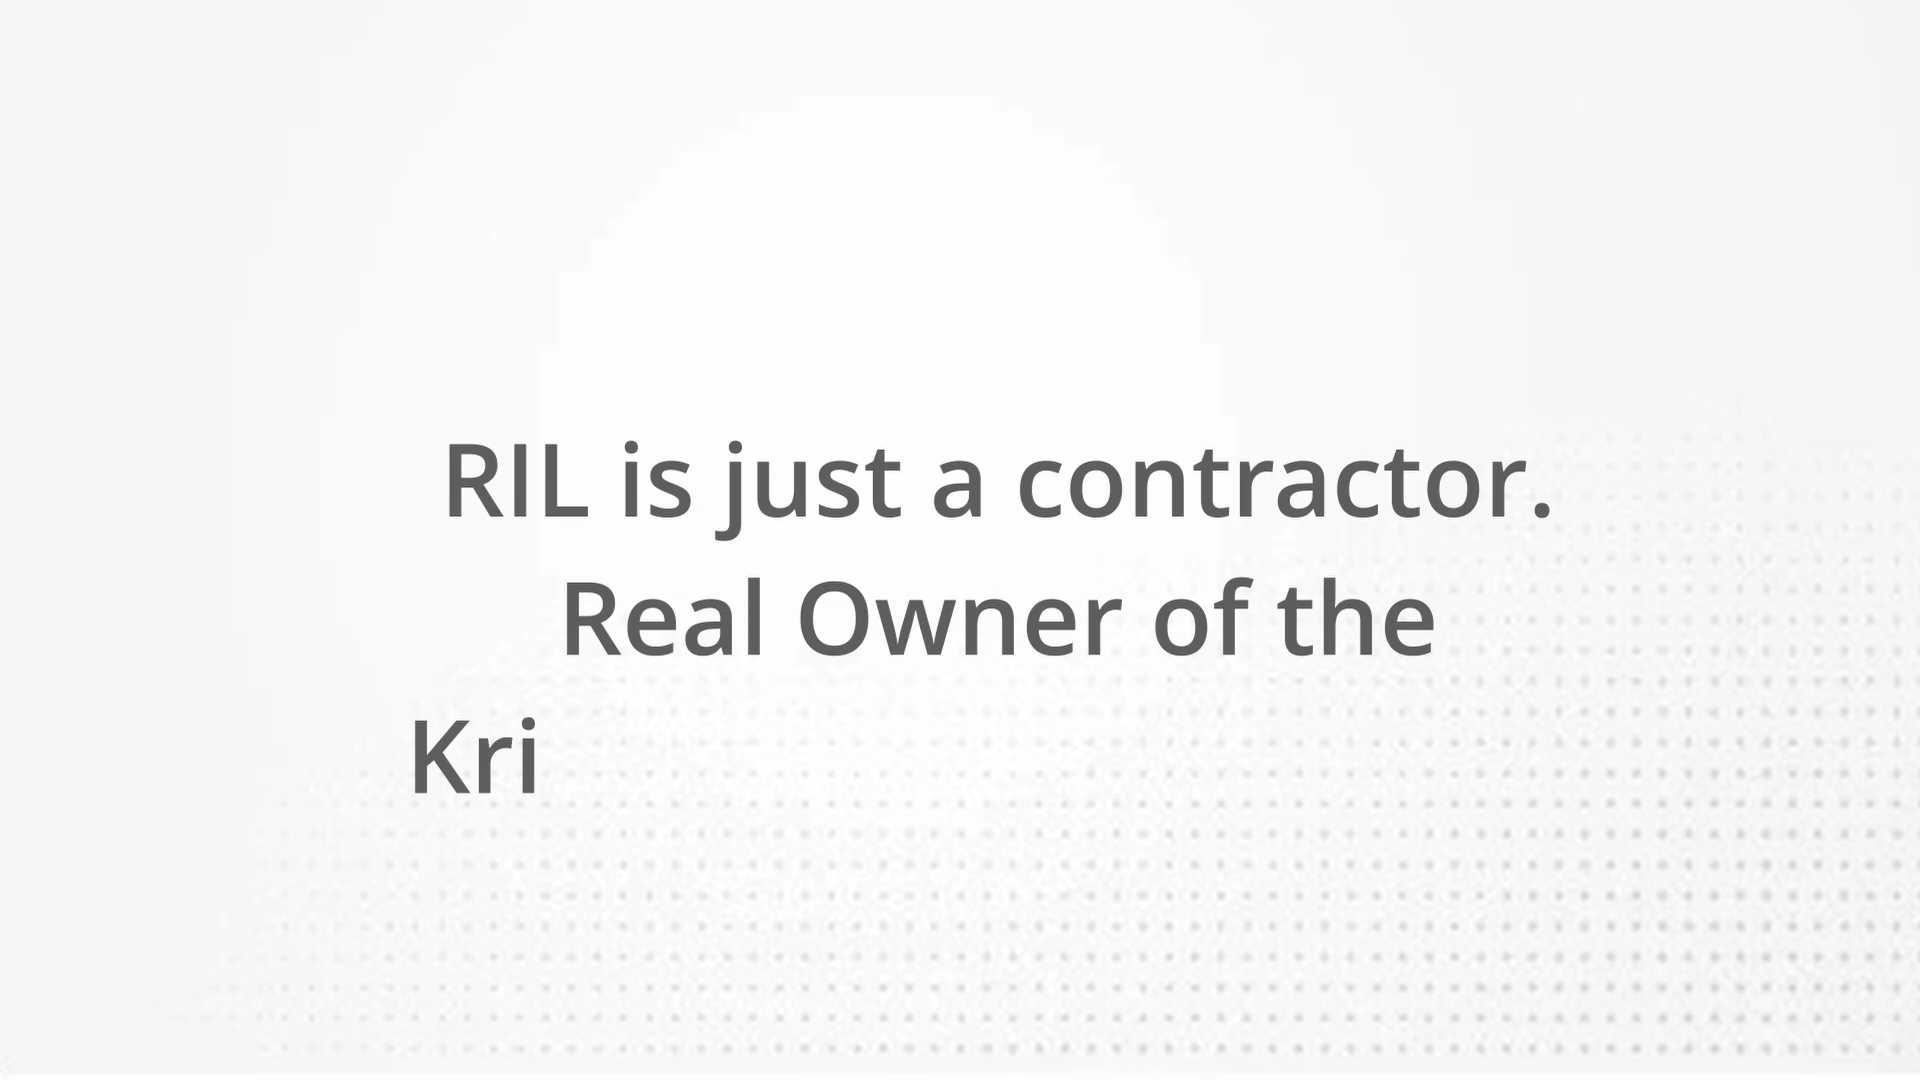 RIL is just a contractor.
Real Owner of the
Kri